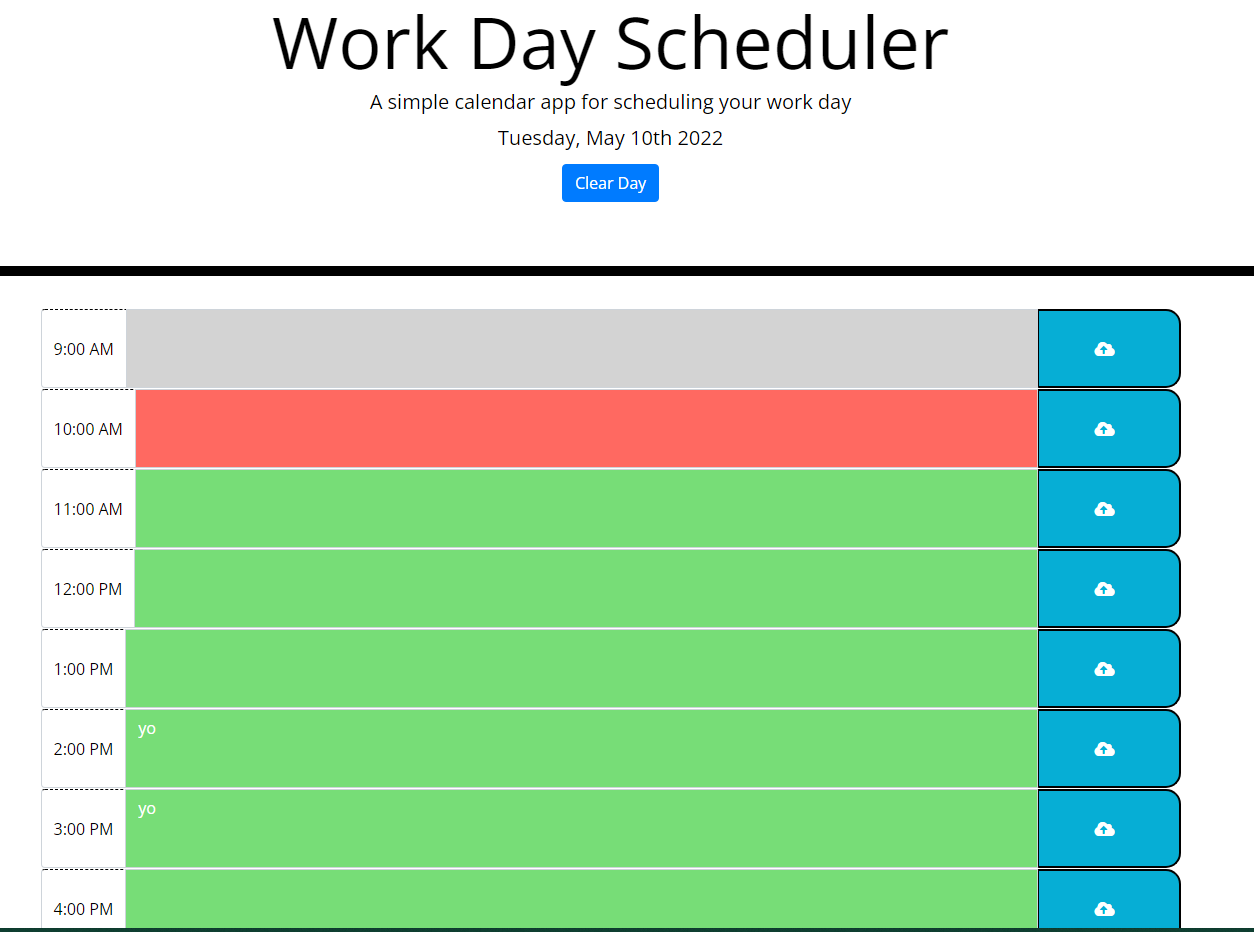 Work Day Scheduler
A simple calendar app for scheduling your work day
Tuesday, May 10th 2022
Clear Day
9:00 AM
10:00 AM
11:00 AM
12:00 PM
1:00 PM
2:00 PM yo
3:00 PM yo
4:00 PM